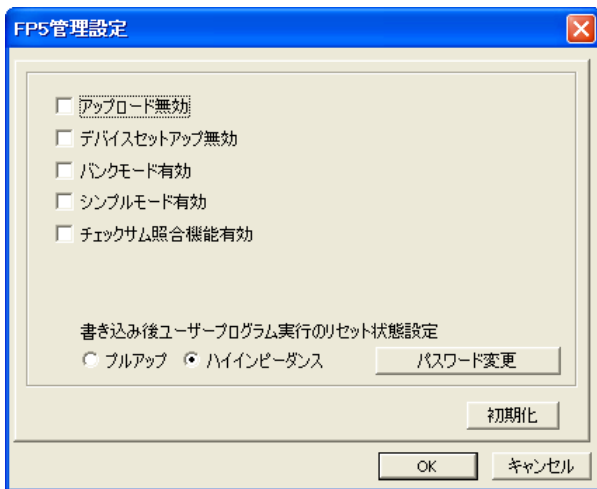 FP5管理設定
アップロード無効
デバイスセットアップ無効
バンクモード有効
シンプルモード有効
チェックサム照合機能有効
書き込み後ユーザープログラム実行のリセット状態設定
プルアップ ハイインピーダンス パスワード変更
初期化
OK キャンセル